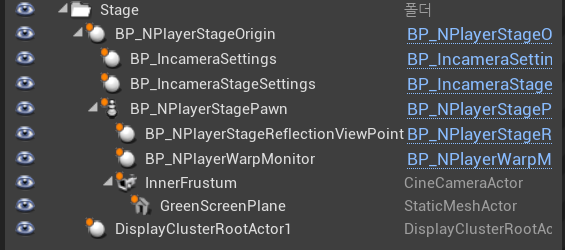 Stage 폴더
BP_NPlayerStageOrigin BP_NPlayerStageO
BP_IncameraSettings BP_IncameraSettin
BP_IncameraStageSettings BP_IncameraStage
BP_NPlayerStagePawn BP_NPlayerStageP
BP_NPlayerStageReflectionViewPoint BP_NPlayerStageR
BP_NPlayerWarpMonitor BP_NPlayerWarpM
InnerFrustum CineCameraActor
GreenScreenPlane StaticMeshActor
DisplayClusterRootActor1 DisplayClusterRootAc